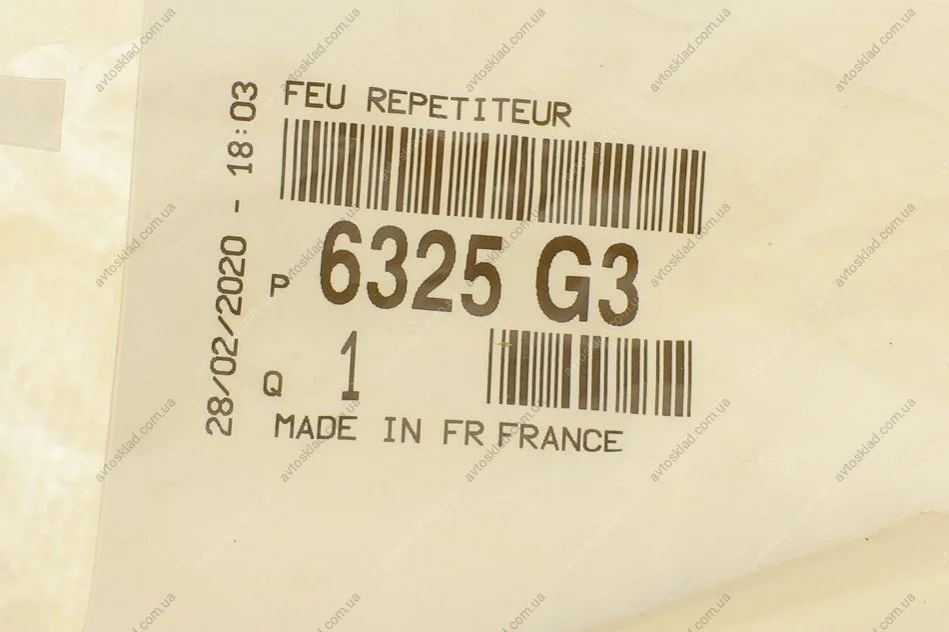 FEU REPETITEUR
P 6325 G3
Q 1
MADE IN FR FRANCE
28/02/2020 - 18:03
avtosklad.com.ua